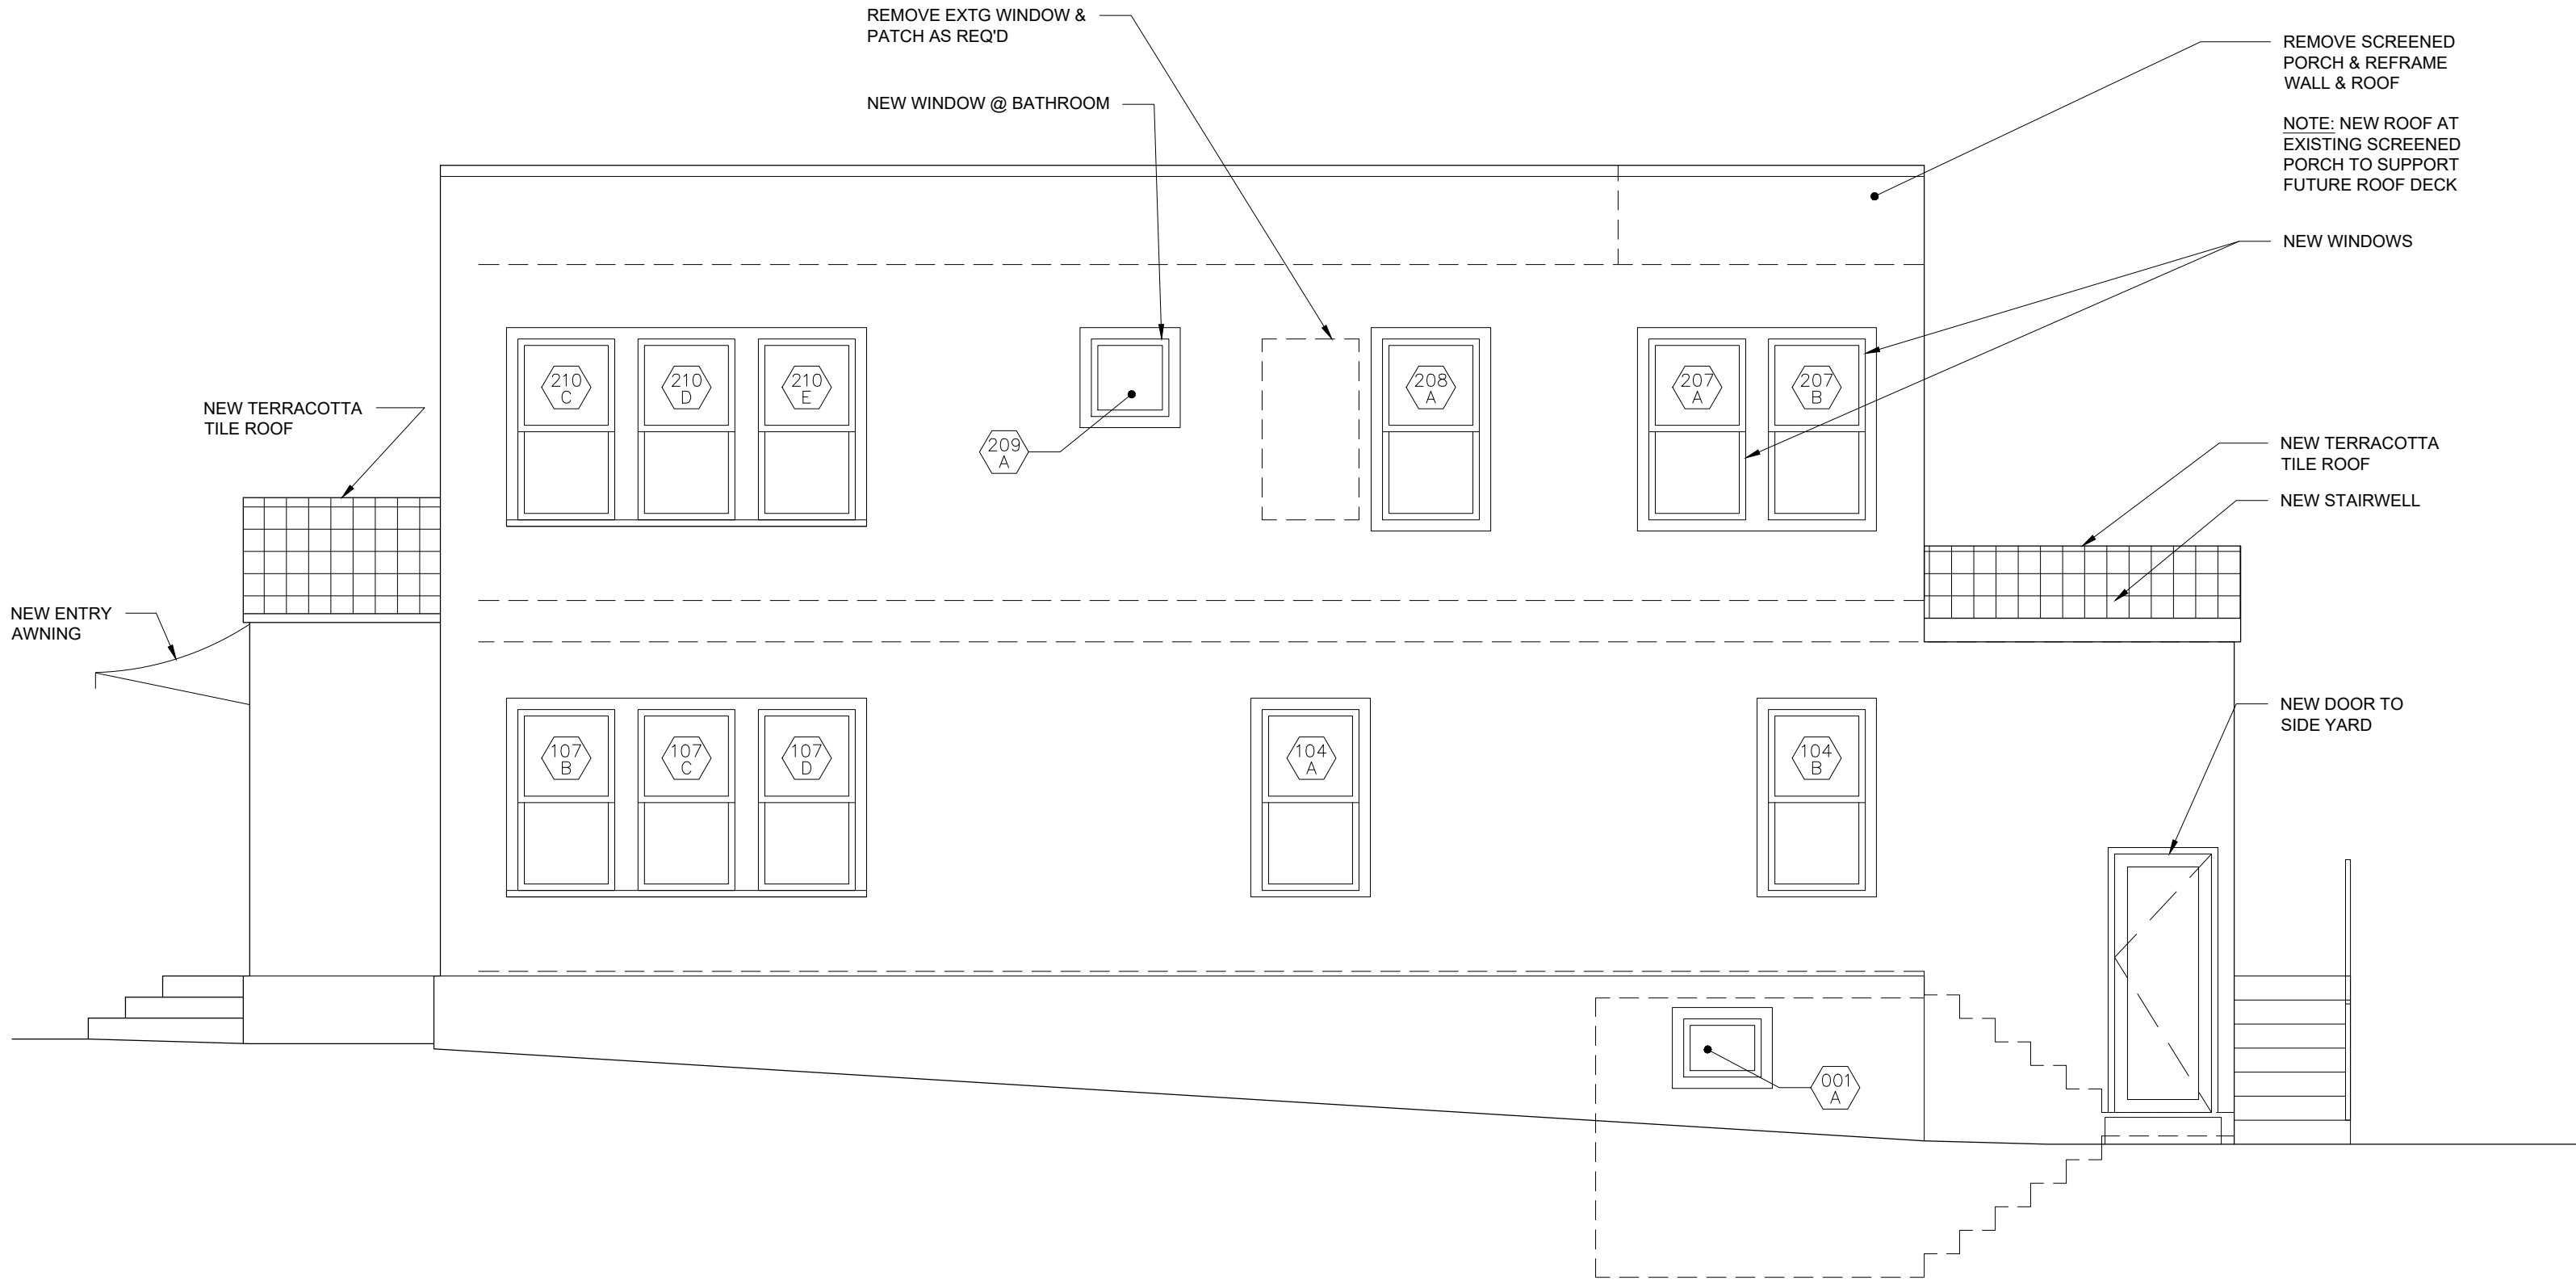 REMOVE EXTG WINDOW &
PATCH AS REQ'D
REMOVE SCREENED
PORCH & REFRAME
WALL & ROOF
NEW WINDOW @ BATHROOM
NOTE: NEW ROOF AT
EXISTING SCREENED
PORCH TO SUPPORT
FUTURE ROOF DECK
NEW WINDOWS
210
C
210
D
210
E
208
A
207
A
207
B
NEW TERRACOTTA
TILE ROOF
209
A
NEW TERRACOTTA
TILE ROOF
NEW STAIRWELL
NEW ENTRY
AWNING
NEW DOOR TO
SIDE YARD
107
B
107
C
107
D
104
A
104
B
001
A